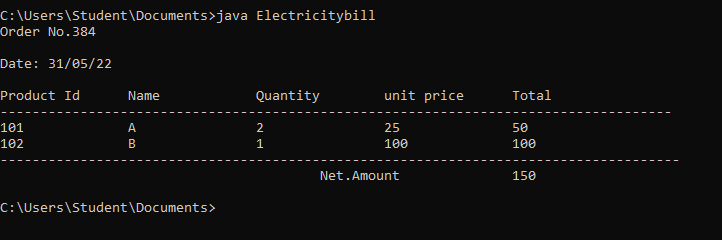 C:\Users\Student\Documents>java Electricitybill
Order No.384
Date: 31/05/22
Product Id      Name            Quantity        unit price      Total
------------------------------------------------------------------------------------
101             A               2               25              50
102             B               1               100             100
-------------------------------------------------------------------------------------
                                        Net.Amount              150
C:\Users\Student\Documents>